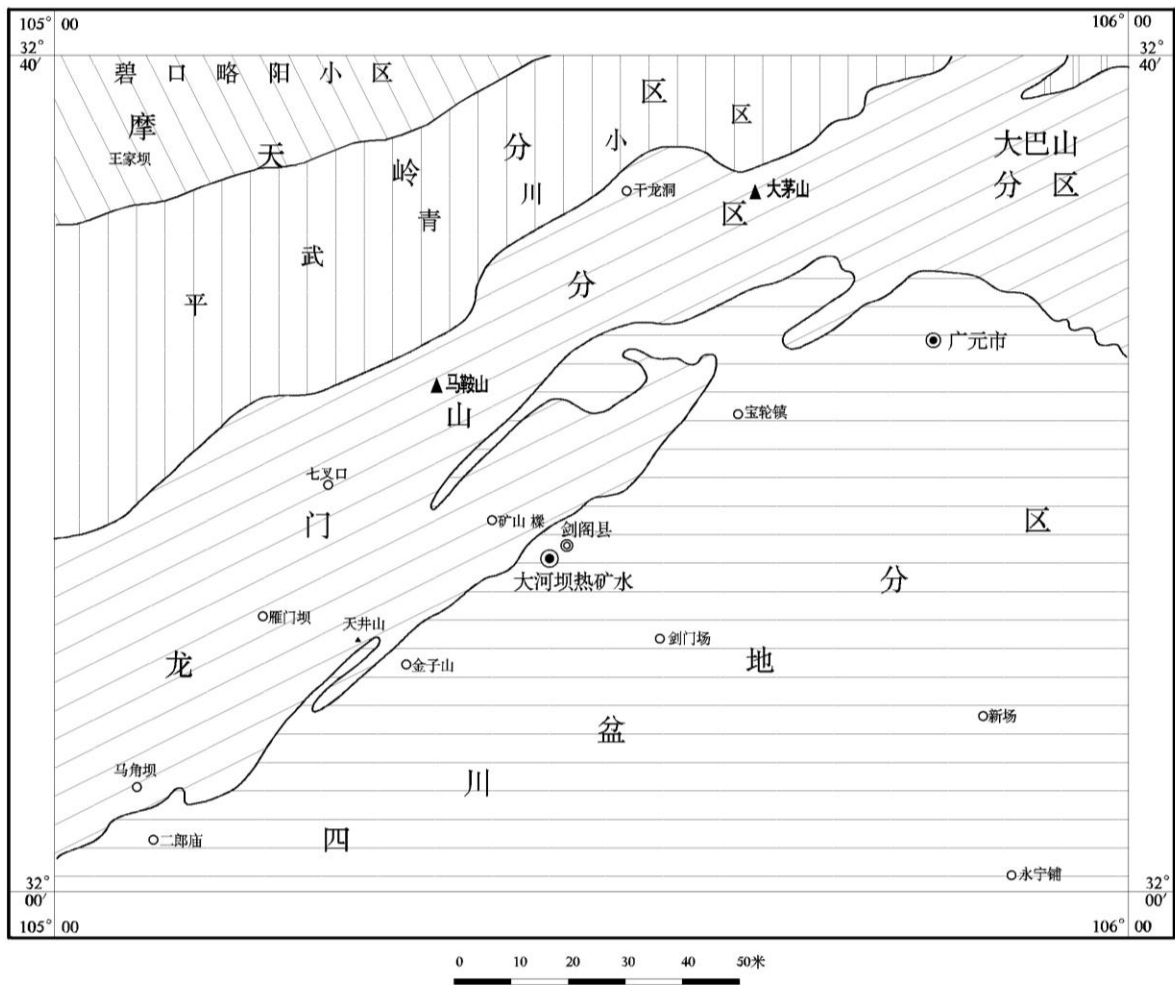 105° 00
106° 00
32° 40′
32° 40′
碧口略阳小区
摩天岭分区
王家坝
平武青川小区
大巴山
分区
干龙洞
大茅山
龙门山分区
广元市
马鞍山
宝轮镇
七叉口
矿山樑
剑阁县
大河坝热矿水
雁门坝
天井山
金子山
剑门场
四川盆地分区
新场
马角坝
二郎庙
永宁铺
32° 00′
32° 00′
105° 00
106° 00
0 10 20 30 40 50米